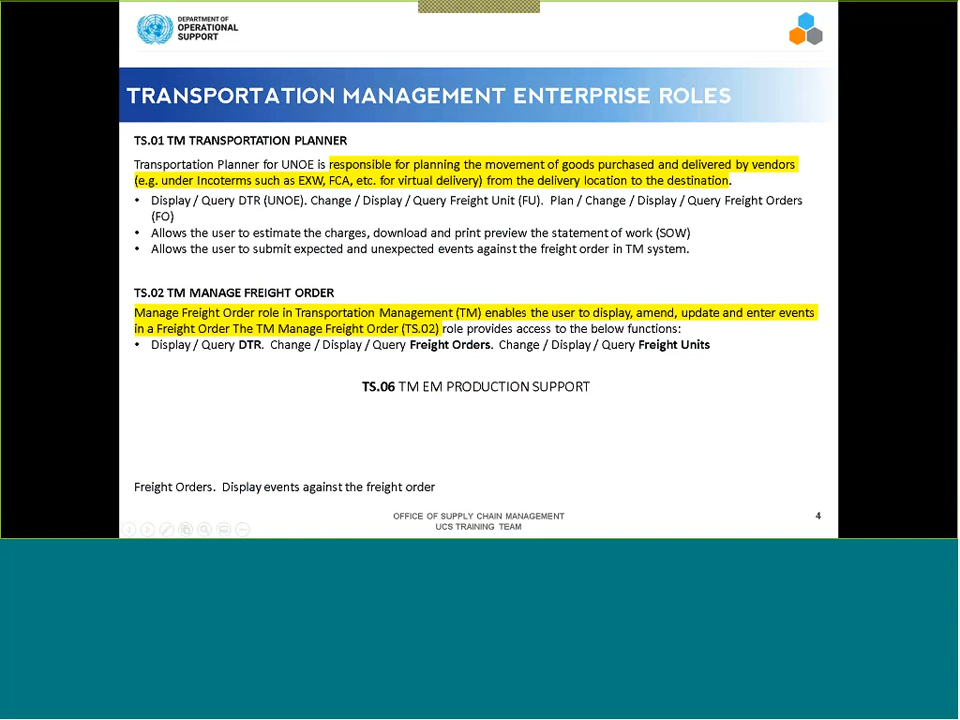 DEPARTMENT OF
OPERATIONAL
SUPPORT
TRANSPORTATION MANAGEMENT ENTERPRISE ROLES
TS.01 TM TRANSPORTATION PLANNER
Transportation Planner for UNOE is responsible for planning the movement of goods purchased and delivered by vendors
(e.g. under Incoterms such as EXW, FCA, etc. for virtual delivery) from the delivery location to the destination.
• Display / Query DTR (UNOE). Change / Display / Query Freight Unit (FU). Plan / Change / Display / Query Freight Orders
(FO)
• Allows the user to estimate the charges, download and print preview the statement of work (SOW)
• Allows the user to submit expected and unexpected events against the freight order in TM system.
TS.02 TM MANAGE FREIGHT ORDER
Manage Freight Order role in Transportation Management (TM) enables the user to display, amend, update and enter events
in a Freight Order The TM Manage Freight Order (TS.02) role provides access to the below functions:
• Display / Query DTR. Change / Display / Query Freight Orders. Change / Display / Query Freight Units
TS.06 TM EM PRODUCTION SUPPORT
Freight Orders. Display events against the freight order
OFFICE OF SUPPLY CHAIN MANAGEMENT
UCS TRAINING TEAM
4